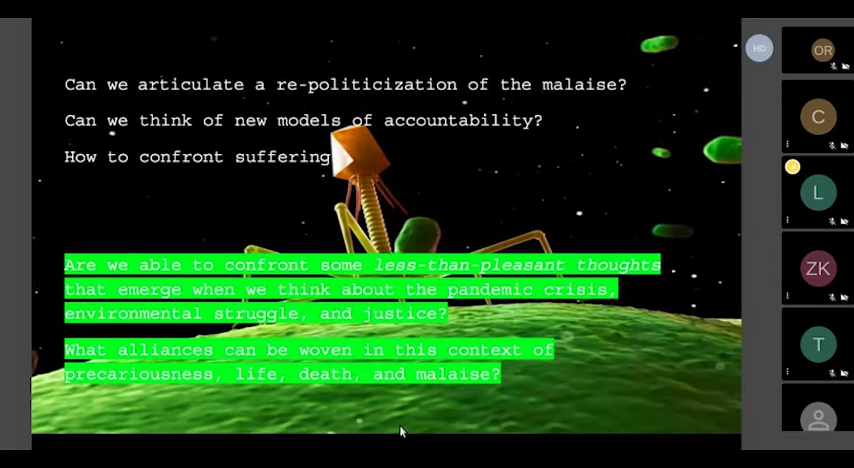 Can we articulate a re-politicization of the malaise?
Can we think of new models of accountability?
How to confront suffering
Are we able to confront some less-than-pleasant thoughts
that emerge when we think about the pandemic crisis,
environmental struggle, and justice?
What alliances can be woven in this context of
precariousness, life, death, and malaise?
HD
OR
C
L
ZK
T